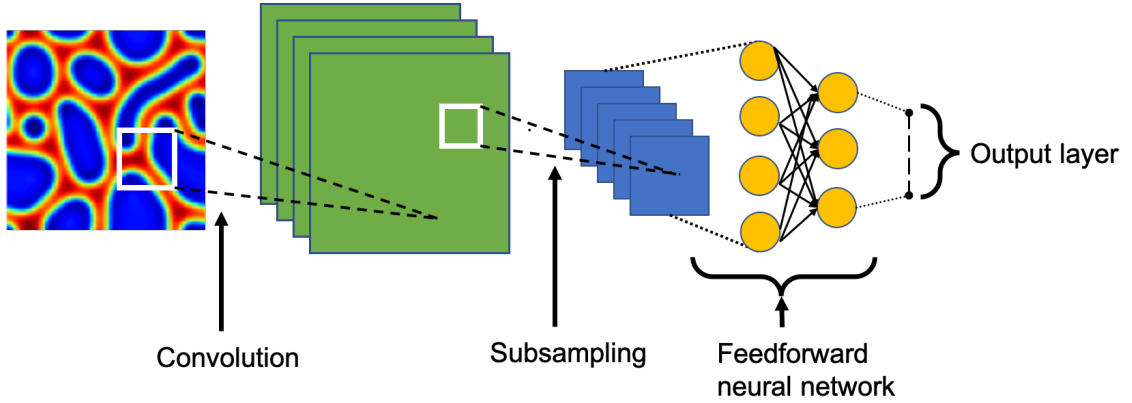 Output layer
Convolution
Subsampling
Feedforward
neural network